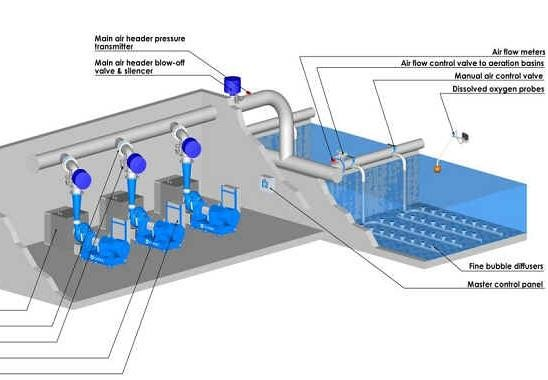 Main air header pressure
transmitter
Main air header blow-off
valve & silencer
Air flow meters
Air flow control valve to aeration basins
Manual air control valve
Dissolved oxygen probes
Fine bubble diffusers
Master control panel